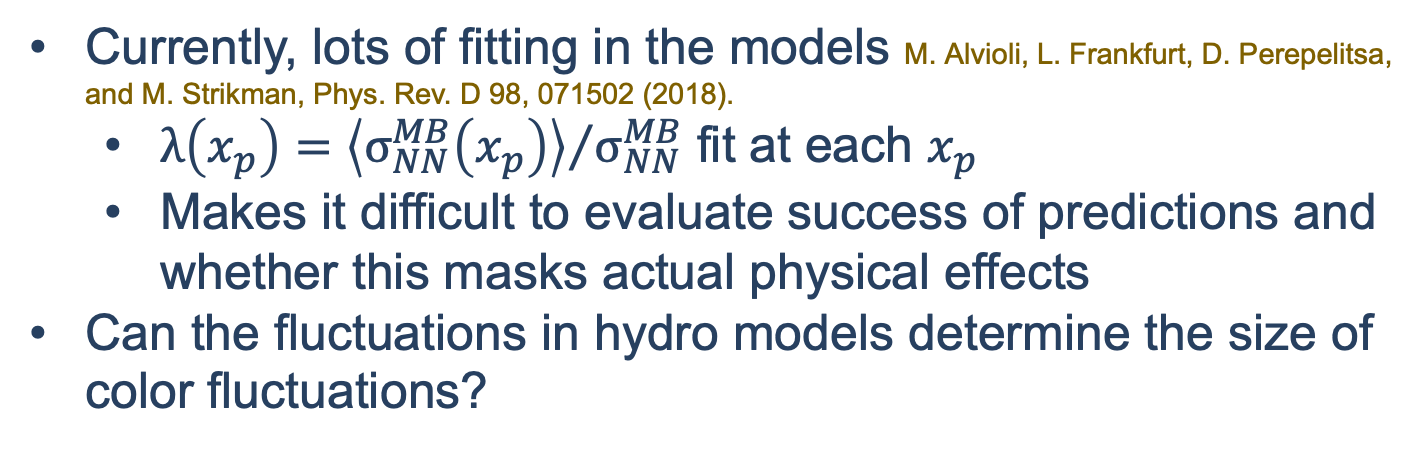 • Currently, lots of fitting in the models M. Alvioli, L. Frankfurt, D. Perepelitsa,
and M. Strikman, Phys. Rev. D 98, 071502 (2018).
• λ(x_p) = ⟨σ_NN^MB(x_p)⟩/σ_NN^MB fit at each x_p
• Makes it difficult to evaluate success of predictions and
whether this masks actual physical effects
• Can the fluctuations in hydro models determine the size of
color fluctuations?